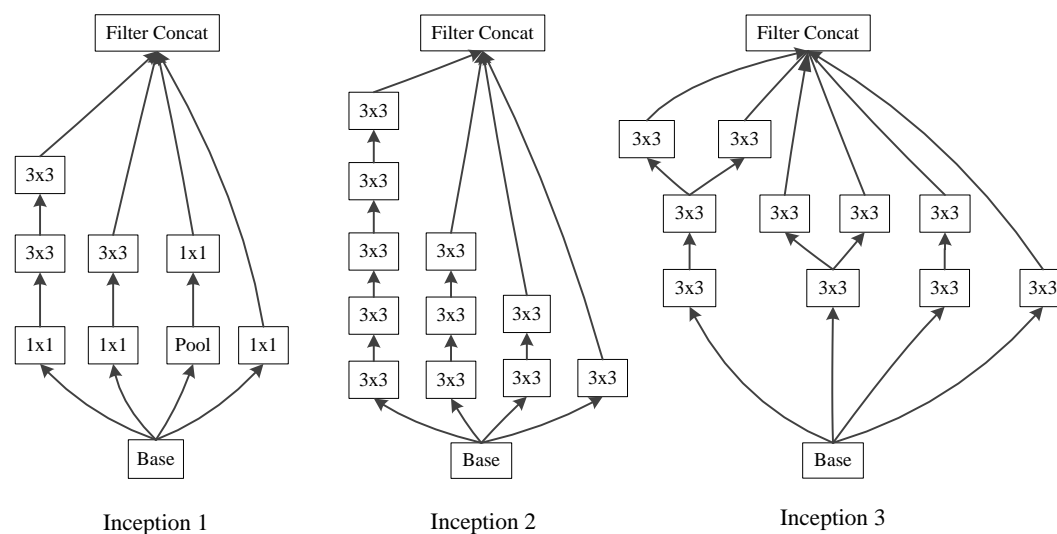 Filter Concat
3x3
3x3 3x3 1x1
1x1 1x1 Pool 1x1
Base
Inception 1
Filter Concat
3x3
3x3
3x3 3x3
3x3 3x3 3x3
3x3 3x3 3x3 3x3
Base
Inception 2
Filter Concat
3x3 3x3
3x3 3x3 3x3 3x3
3x3 3x3 3x3 3x3
Base
Inception 3